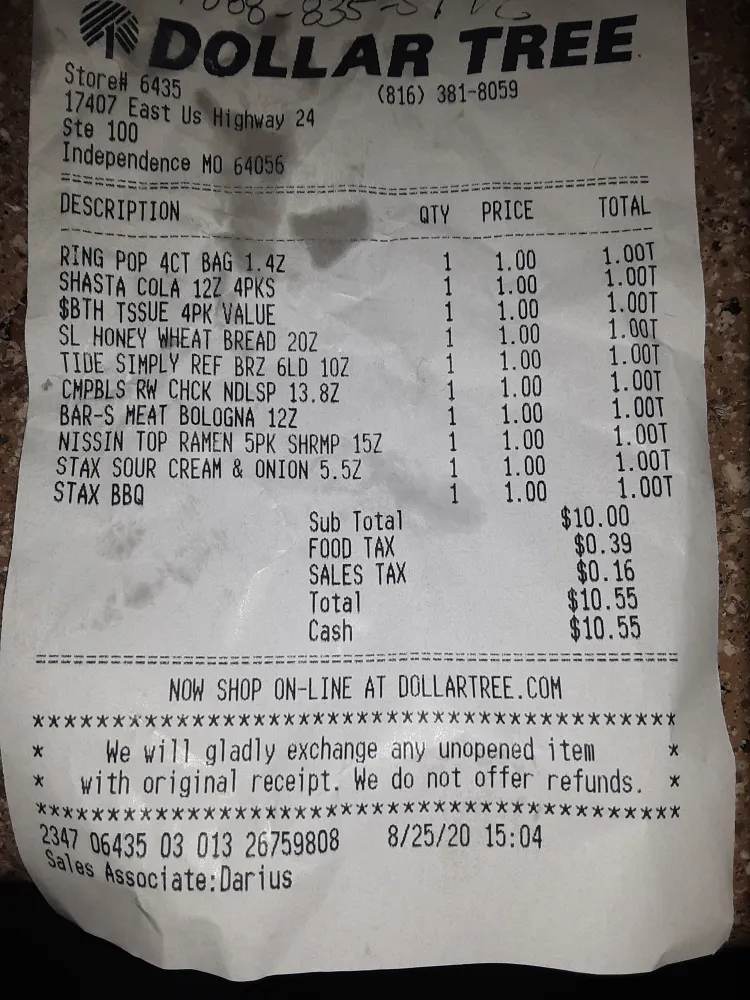 DOLLAR TREE
Store# 6435 (816) 381-8059
17407 East Us Highway 24
Ste 100
Independence MO 64056
================================================
DESCRIPTION QTY PRICE TOTAL
------------------------------------------------
RING POP 4CT BAG 1.4Z 1 1.00 1.00T
SHASTA COLA 12Z 4PKS 1 1.00 1.00T
$BTH TSSUE 4PK VALUE 1 1.00 1.00T
SL HONEY WHEAT BREAD 20Z 1 1.00 1.00T
TIDE SIMPLY REF BRZ 6LD 10Z 1 1.00 1.00T
CMPBLS RW CHCK NDLSP 13.8Z 1 1.00 1.00T
BAR-S MEAT BOLOGNA 12Z 1 1.00 1.00T
NISSIN TOP RAMEN 5PK SHRMP 15Z 1 1.00 1.00T
STAX SOUR CREAM & ONION 5.5Z 1 1.00 1.00T
STAX BBQ 1 1.00 1.00T
Sub Total $10.00
FOOD TAX $0.39
SALES TAX $0.16
Total $10.55
Cash $10.55
================================================
NOW SHOP ON-LINE AT DOLLARTREE.COM
******************************************
* We will gladly exchange any unopened item *
* with original receipt. We do not offer refunds. *
******************************************
2347 06435 03 013 26759808 8/25/20 15:04
Sales Associate:Darius